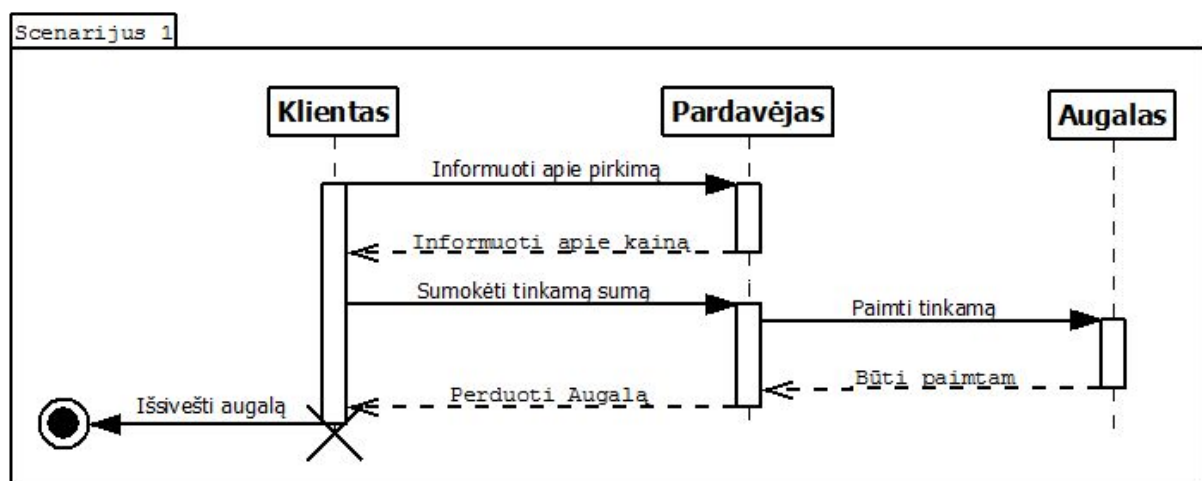 Scenarijus 1
Klientas
Pardavėjas
Augalas
Informuoti apie pirkimą
Informuoti apie kainą
Sumokėti tinkamą sumą
Paimti tinkamą
Būti paimtam
Perduoti Augalą
Išsivešti augalą